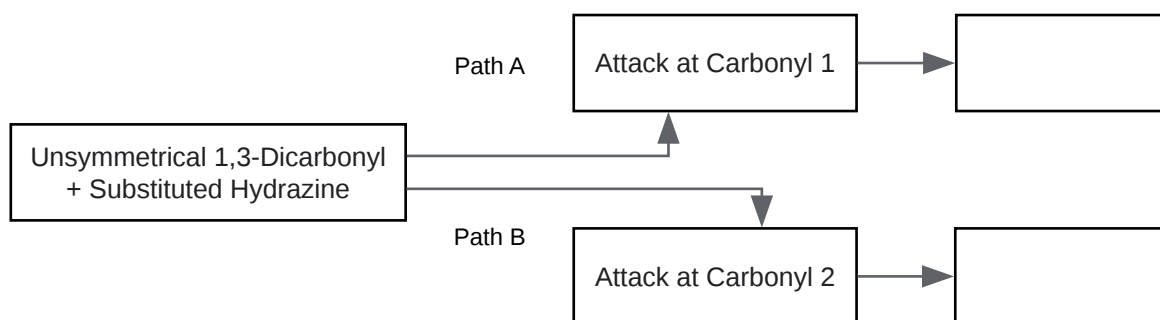 Path A
Attack at Carbonyl 1
Unsymmetrical 1,3-Dicarbonyl
+ Substituted Hydrazine
Path B
Attack at Carbonyl 2